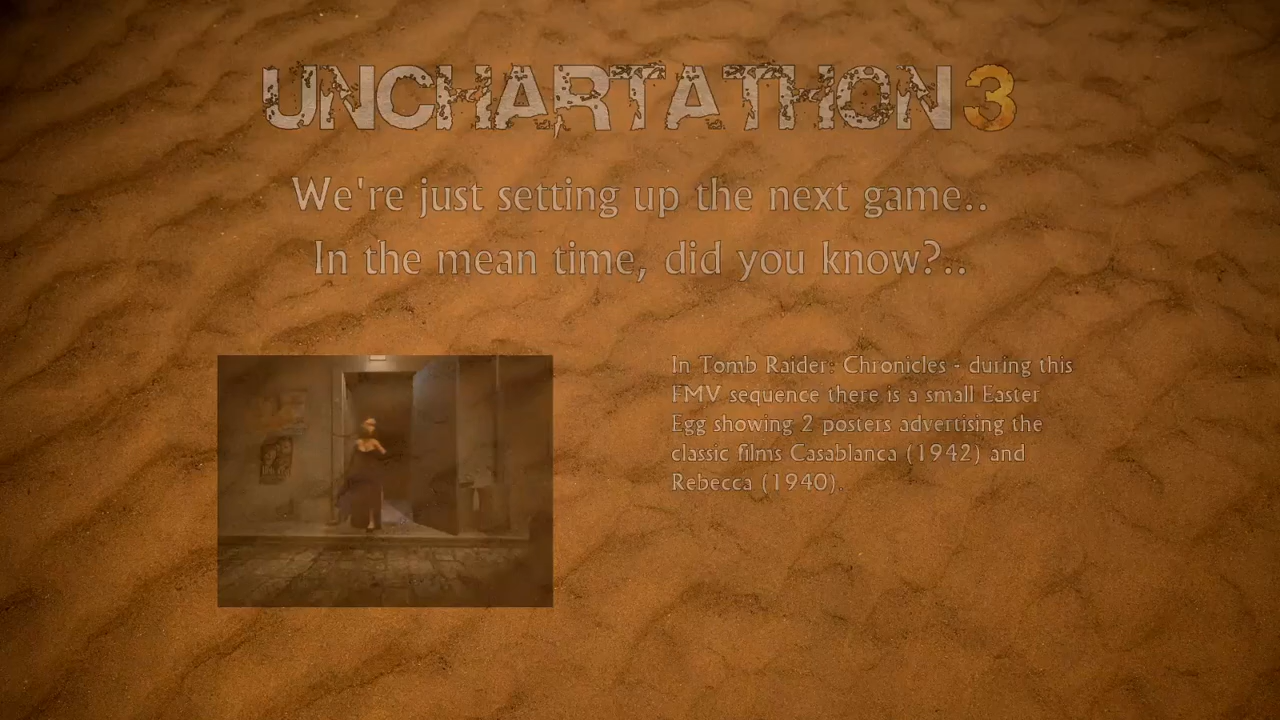 UNCHARTATHON 3
We're just setting up the next game..
In the mean time, did you know?..
In Tomb Raider: Chronicles - during this
FMV sequence there is a small Easter
Egg showing 2 posters advertising the
classic films Casablanca (1942) and
Rebecca (1940).